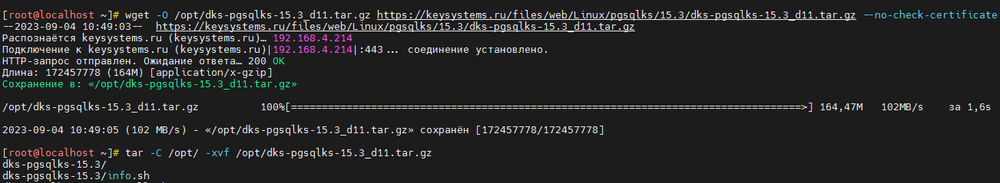 [root@localhost ~]# wget -O /opt/dks-pgsqlks-15.3_d11.tar.gz https://keysystems.ru/files/web/Linux/pgsqlks/15.3/dks-pgsqlks-15.3_d11.tar.gz --no-check-certificate
--2023-09-04 10:49:03-- https://keysystems.ru/files/web/Linux/pgsqlks/15.3/dks-pgsqlks-15.3_d11.tar.gz
Распознаётся keysystems.ru (keysystems.ru)… 192.168.4.214
Подключение к keysystems.ru (keysystems.ru)|192.168.4.214|:443... соединение установлено.
HTTP-запрос отправлен. Ожидание ответа… 200 OK
Длина: 172457778 (164M) [application/x-gzip]
Сохранение в: «/opt/dks-pgsqlks-15.3_d11.tar.gz»
/opt/dks-pgsqlks-15.3_d11.tar.gz 100%[===================================================================================>] 164,47M 102MB/s за 1,6s
2023-09-04 10:49:05 (102 MB/s) - «/opt/dks-pgsqlks-15.3_d11.tar.gz» сохранён [172457778/172457778]
[root@localhost ~]# tar -C /opt/ -xvf /opt/dks-pgsqlks-15.3_d11.tar.gz
dks-pgsqlks-15.3/
dks-pgsqlks-15.3/info.sh